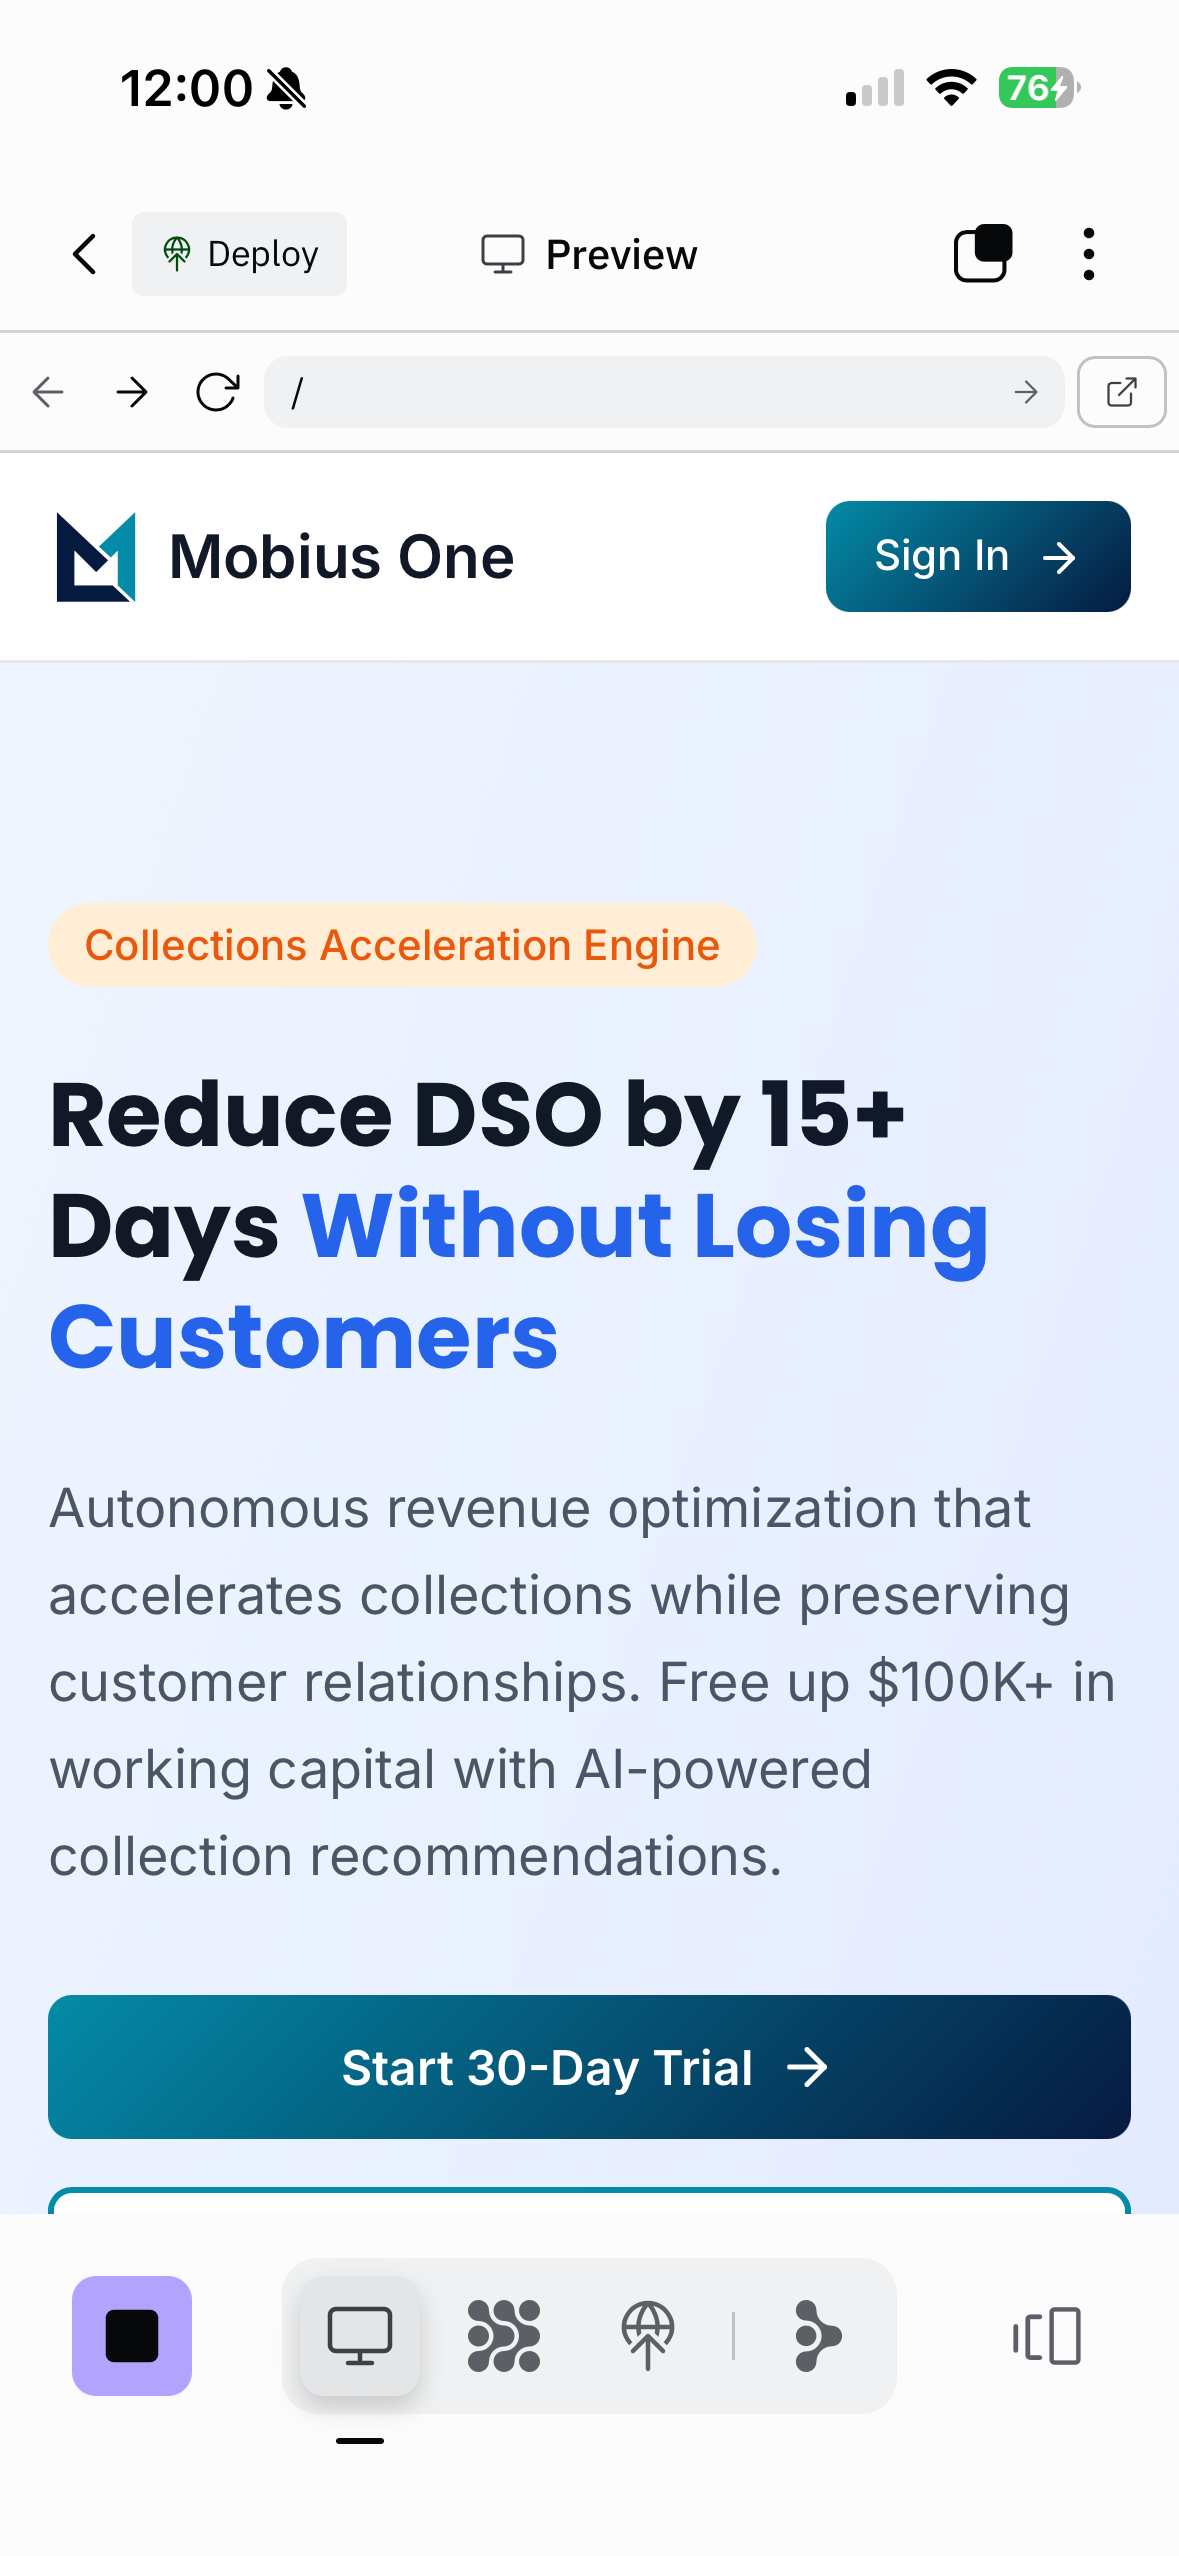 12:00
76
Deploy
Preview
/
Mobius One
Sign In
Collections Acceleration Engine
Reduce DSO by 15+
Days Without Losing
Customers
Autonomous revenue optimization that
accelerates collections while preserving
customer relationships. Free up $100K+ in
working capital with AI-powered
collection recommendations.
Start 30-Day Trial